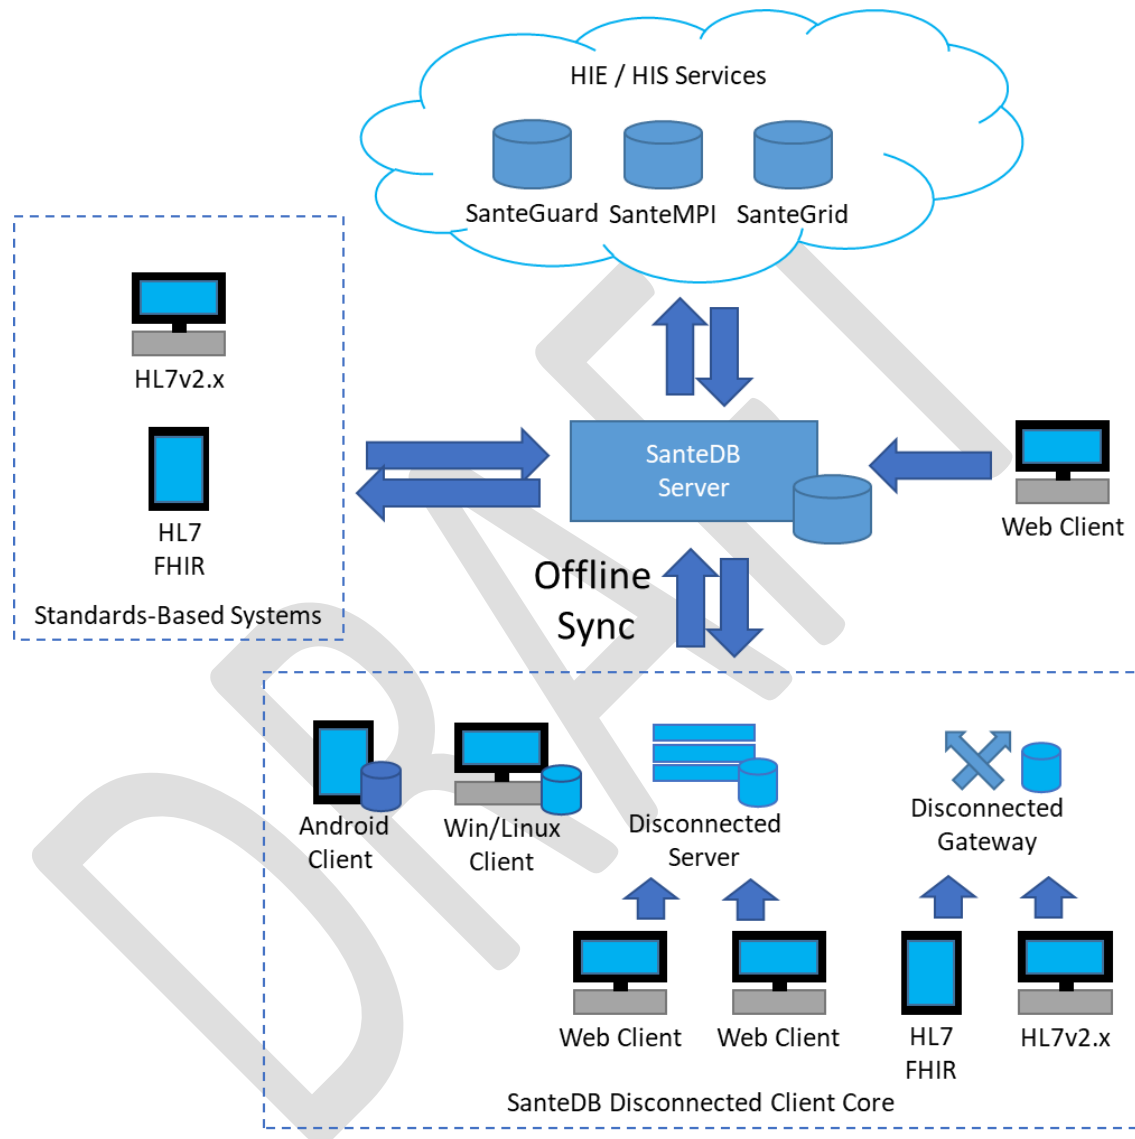 HIE / HIS Services
SanteGuard
SanteMPI
SanteGrid
HL7v2.x
HL7
FHIR
Standards-Based Systems
SanteDB
Server
Web Client
Offline
Sync
Android
Client
Win/Linux
Client
Disconnected
Server
Disconnected
Gateway
Web Client
Web Client
HL7
FHIR
HL7v2.x
SanteDB Disconnected Client Core
DRAFT